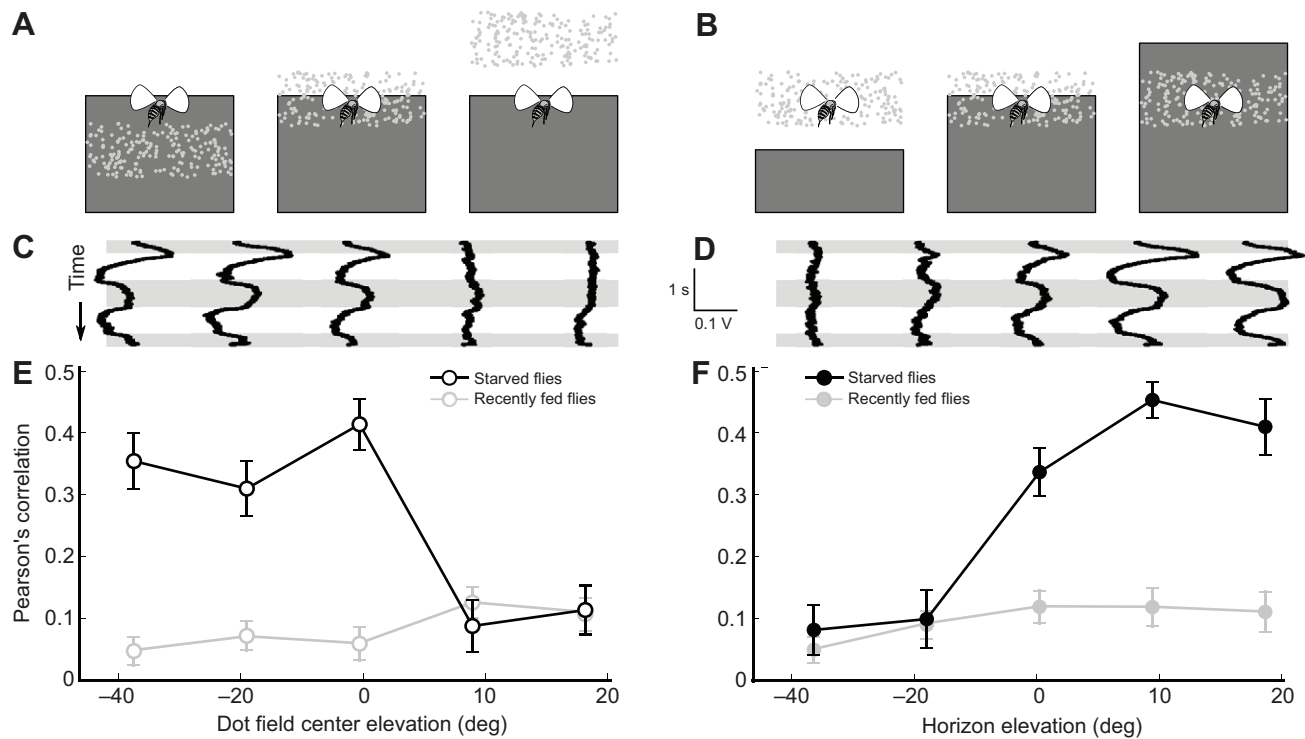 A
B
C
Time
D
1 s
0.1 V
E
0.5
0.4
0.3
0.2
0.1
0
Pearson's correlation
Starved flies
Recently fed flies
–40
–20
0
10
20
Dot field center elevation (deg)
F
0.5
0.4
0.3
0.2
0.1
0
Starved flies
Recently fed flies
–40
–20
0
10
20
Horizon elevation (deg)